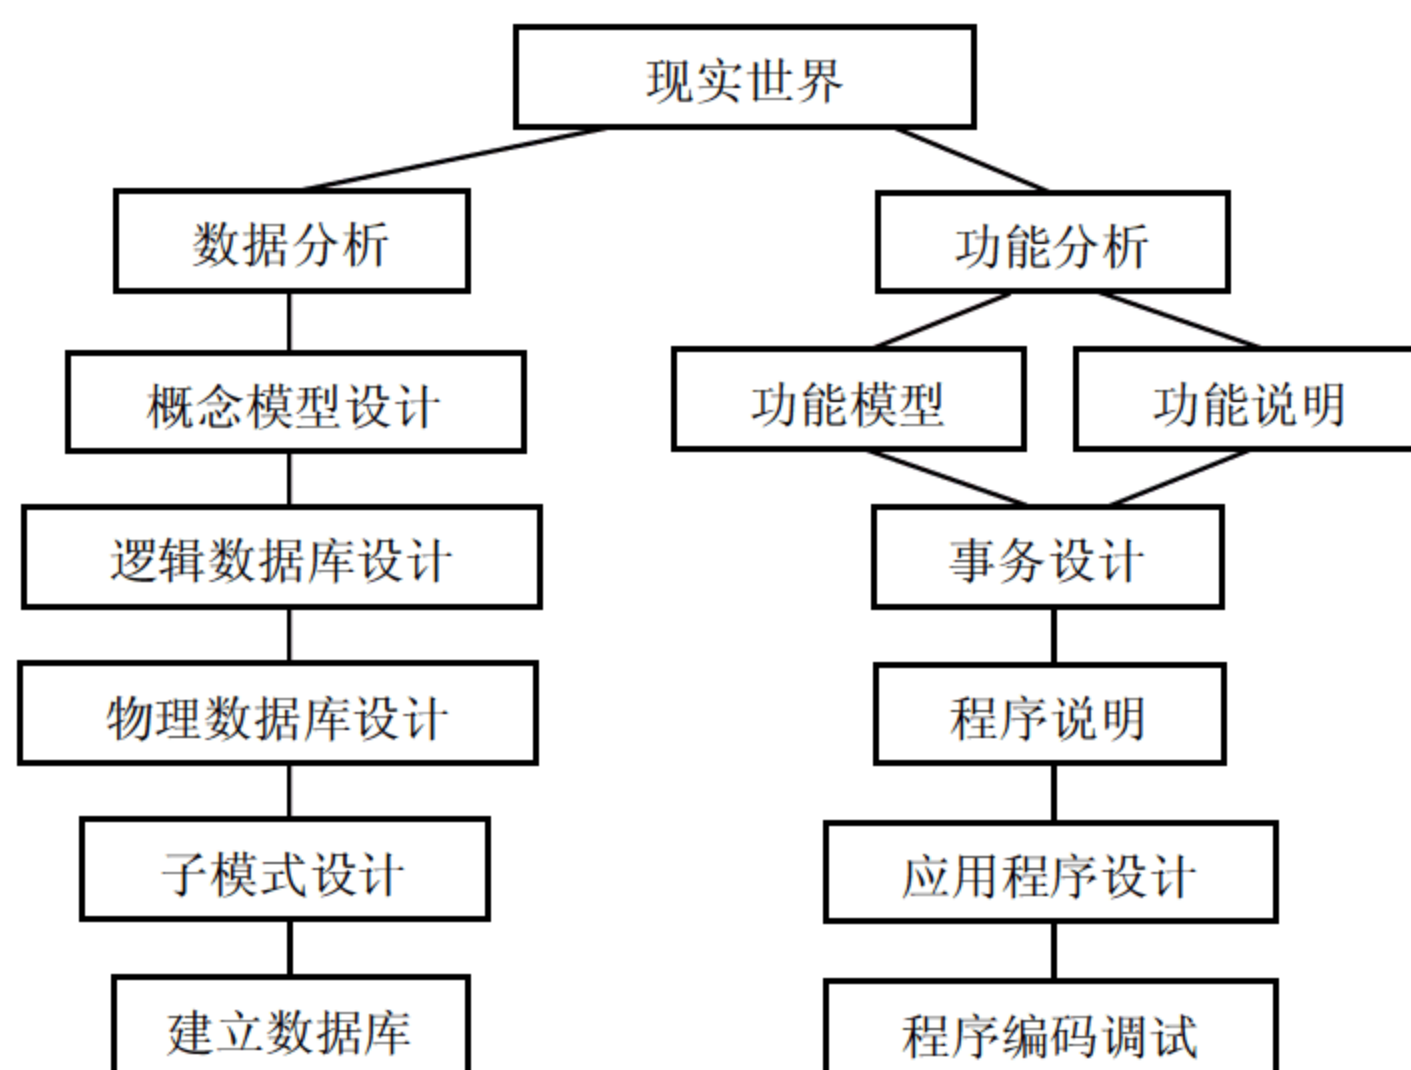 现实世界
数据分析
功能分析
概念模型设计
功能模型
功能说明
逻辑数据库设计
事务设计
物理数据库设计
程序说明
子模式设计
应用程序设计
建立数据库
程序编码调试